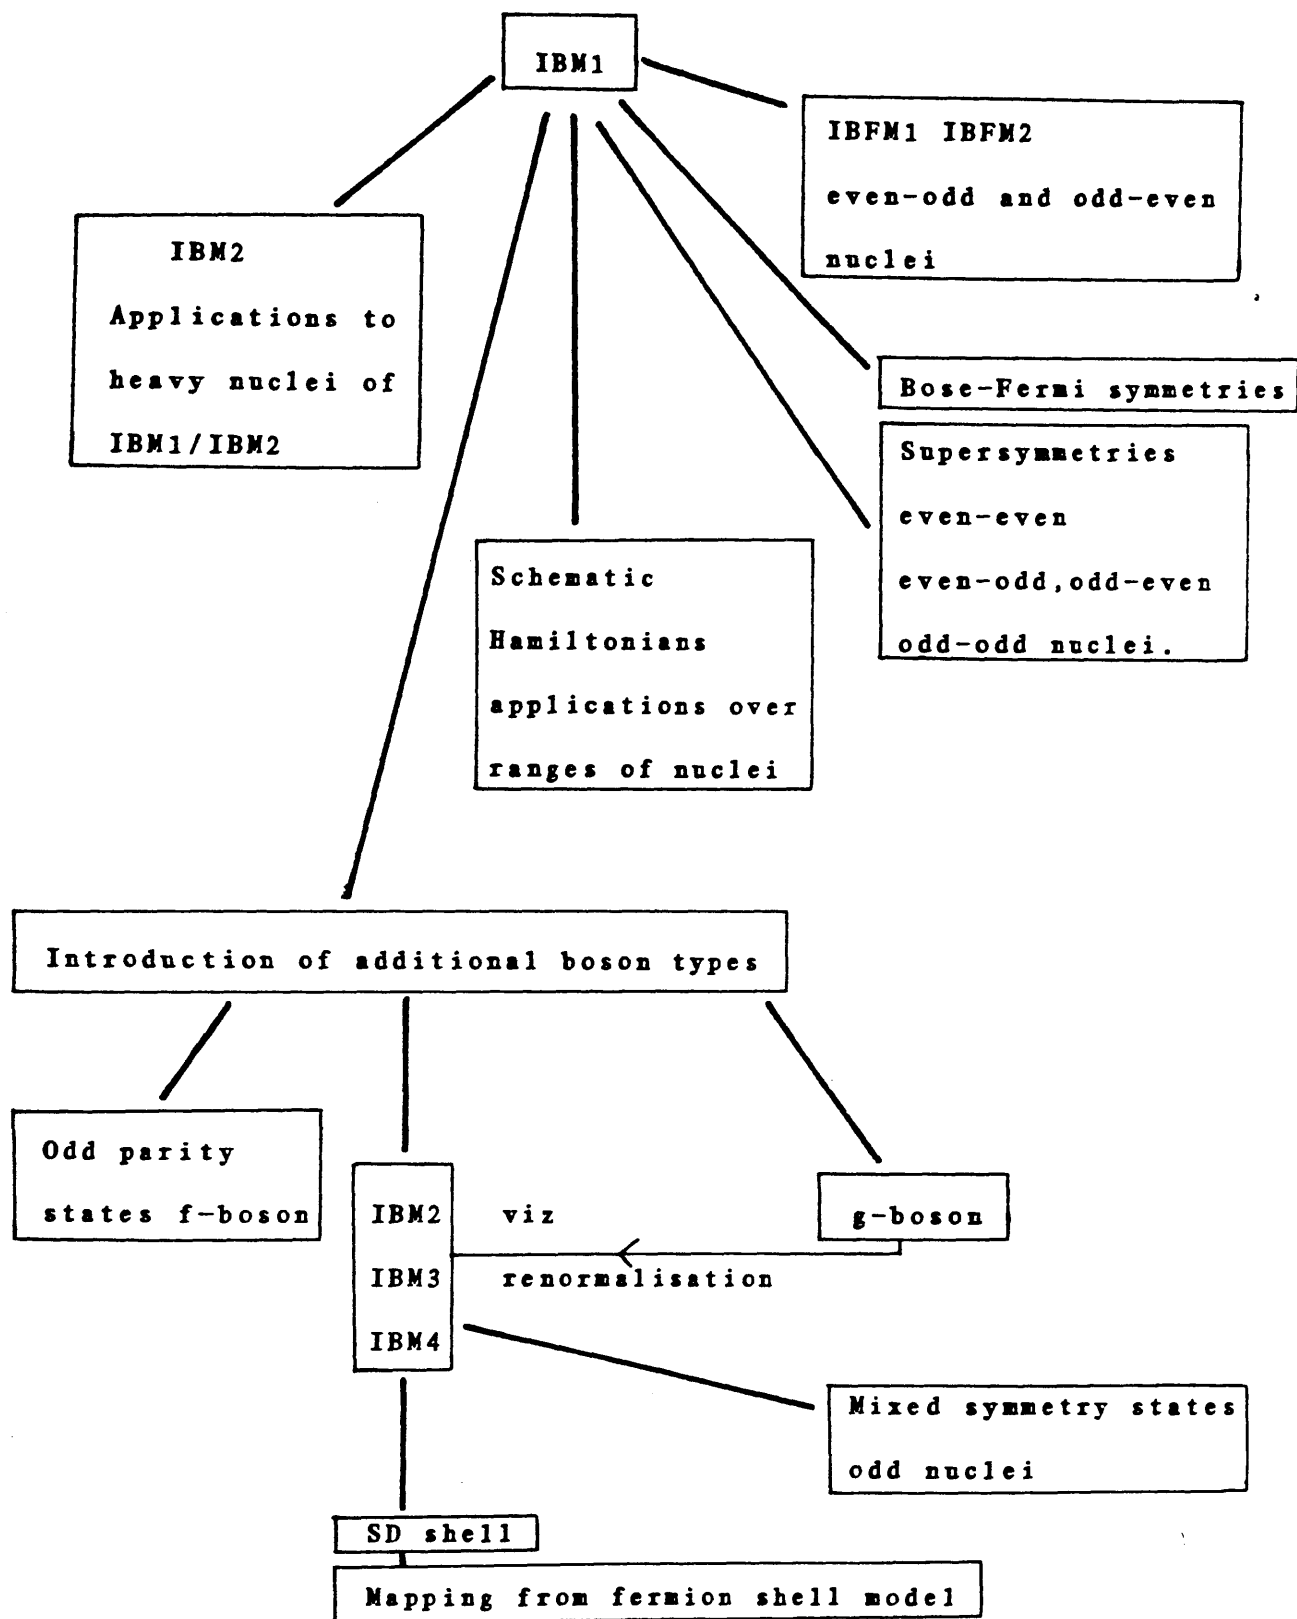 IBM1
IBFM1 IBFM2
even-odd and odd-even
nuclei
IBM2
Applications to
heavy nuclei of
IBM1/IBM2
Bose-Fermi symmetries
Supersymmetries
even-even
even-odd,odd-even
odd-odd nuclei.
Schematic
Hamiltonians
applications over
ranges of nuclei
Introduction of additional boson types
Odd parity
states f-boson
IBM2
IBM3
IBM4
viz
renormalisation
g-boson
Mixed symmetry states
odd nuclei
SD shell
Mapping from fermion shell model